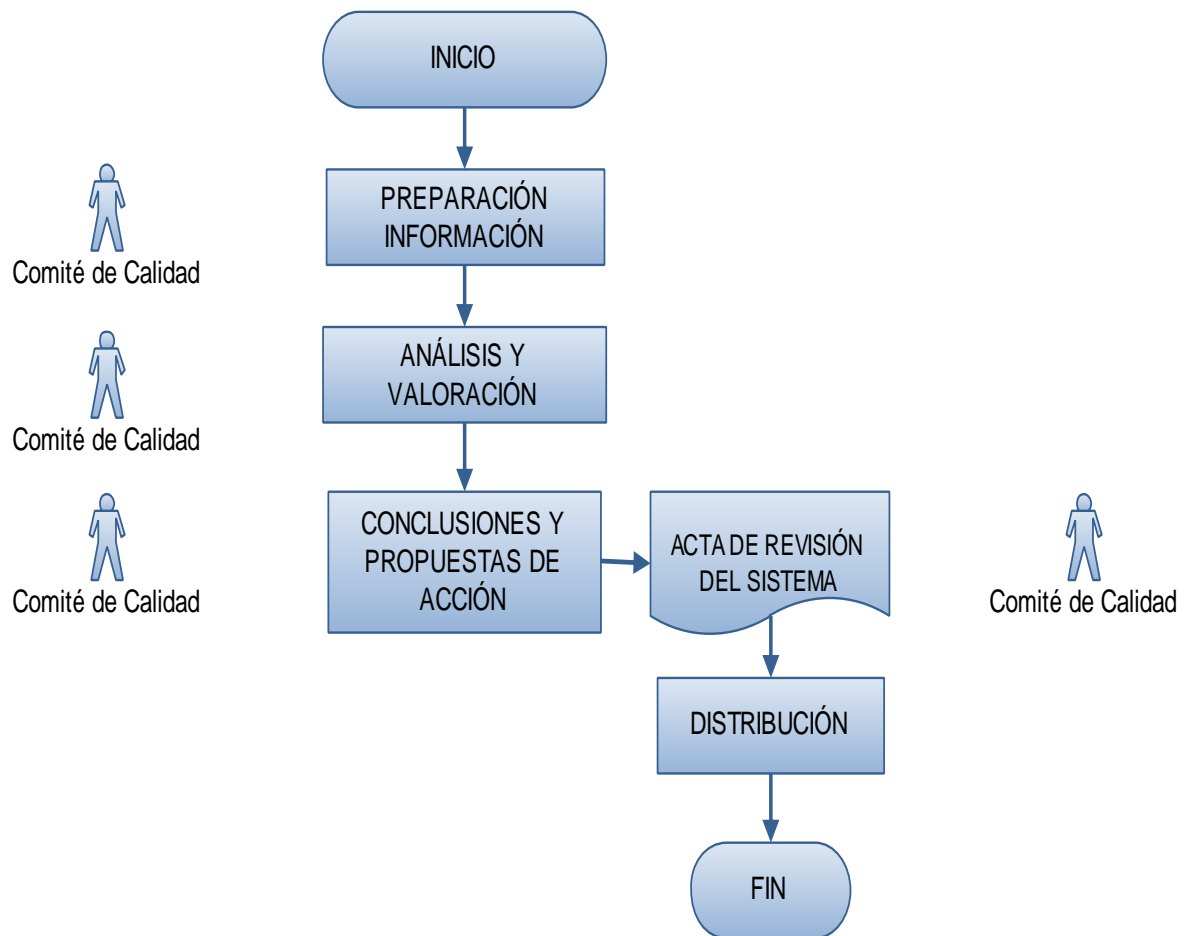 INICIO
PREPARACIÓN
INFORMACIÓN
Comité de Calidad
ANÁLISIS Y
VALORACIÓN
Comité de Calidad
CONCLUSIONES Y
PROPUESTAS DE
ACCIÓN
Comité de Calidad
ACTA DE REVISIÓN
DEL SISTEMA
Comité de Calidad
DISTRIBUCIÓN
FIN